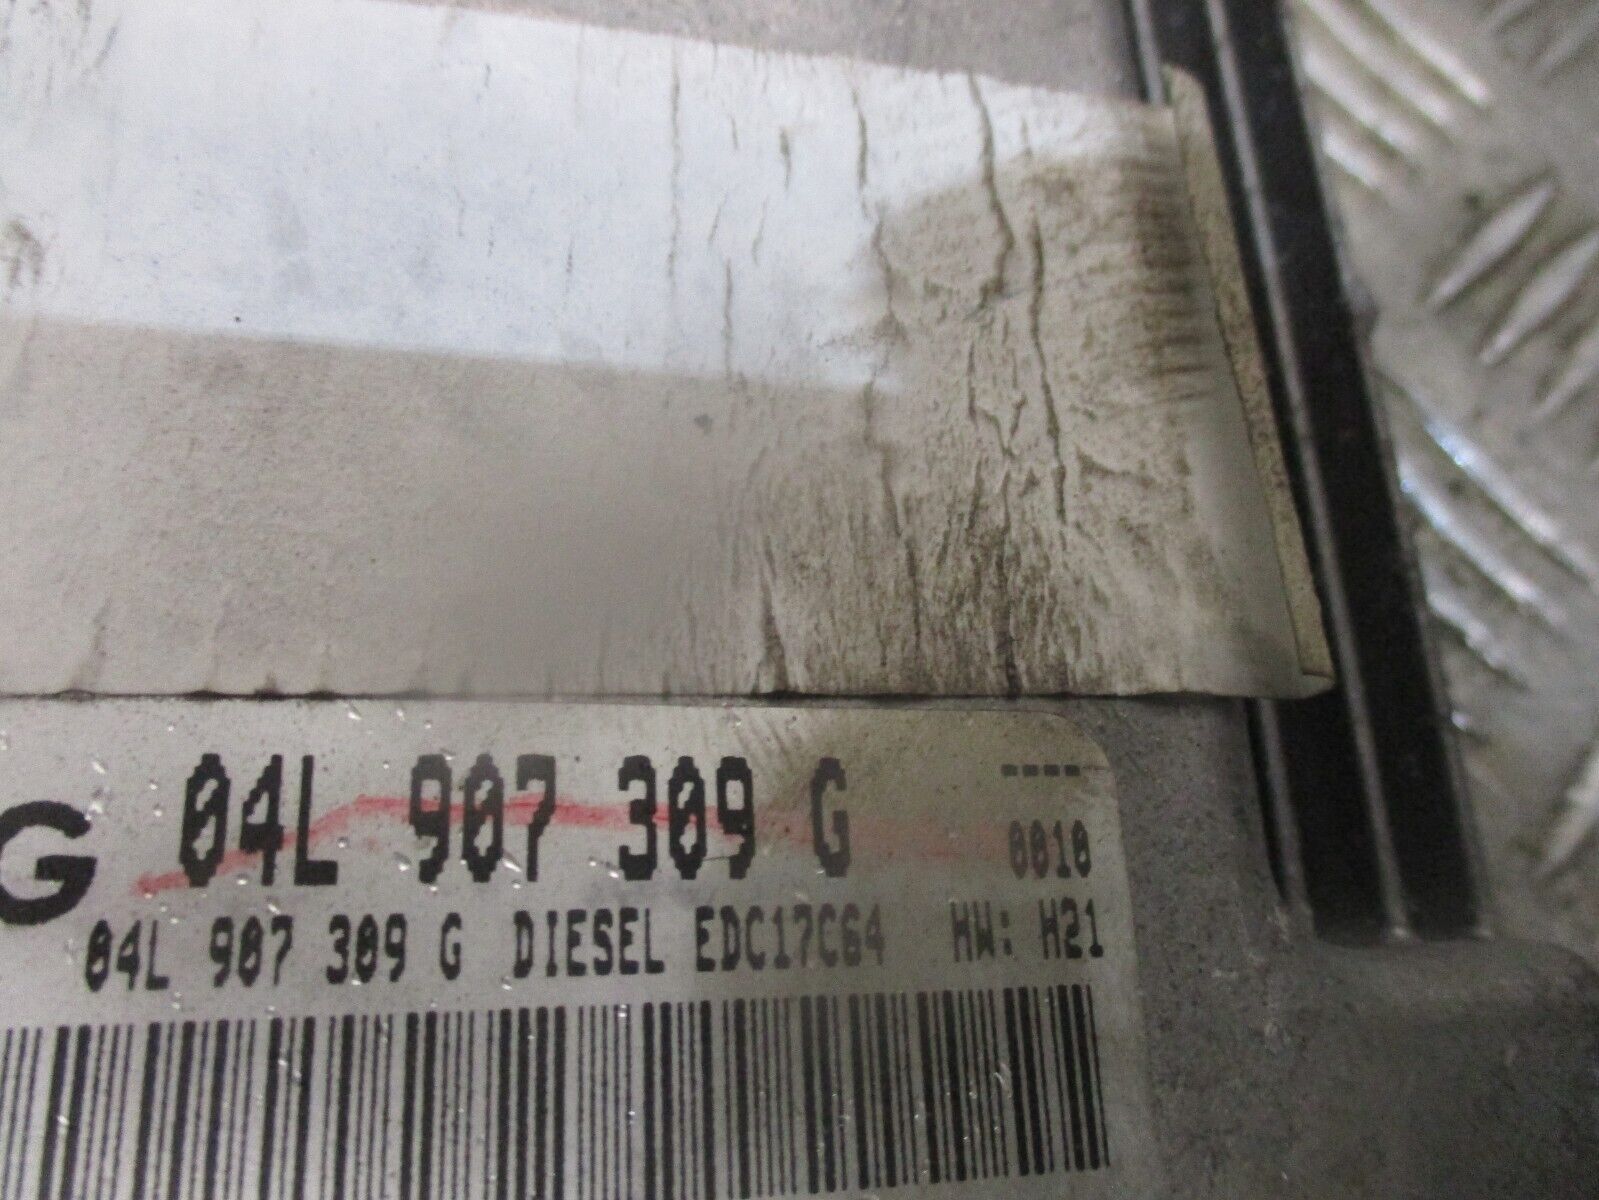 G 04L 907 309 G ----
0010
04L 907 309 G DIESEL EDC17C64 HW: H21